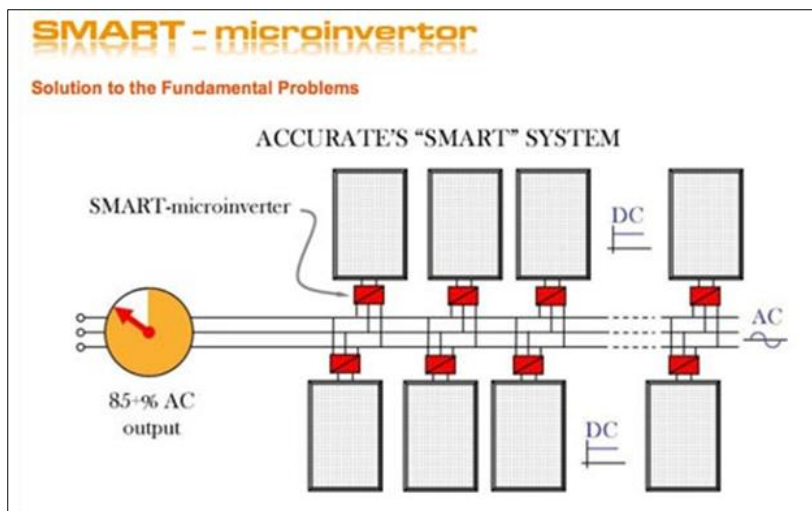 SMART - microinvertor
Solution to the Fundamental Problems
ACCURATE'S “SMART” SYSTEM
SMART-microinverter
DC
AC
85+% AC
output
DC